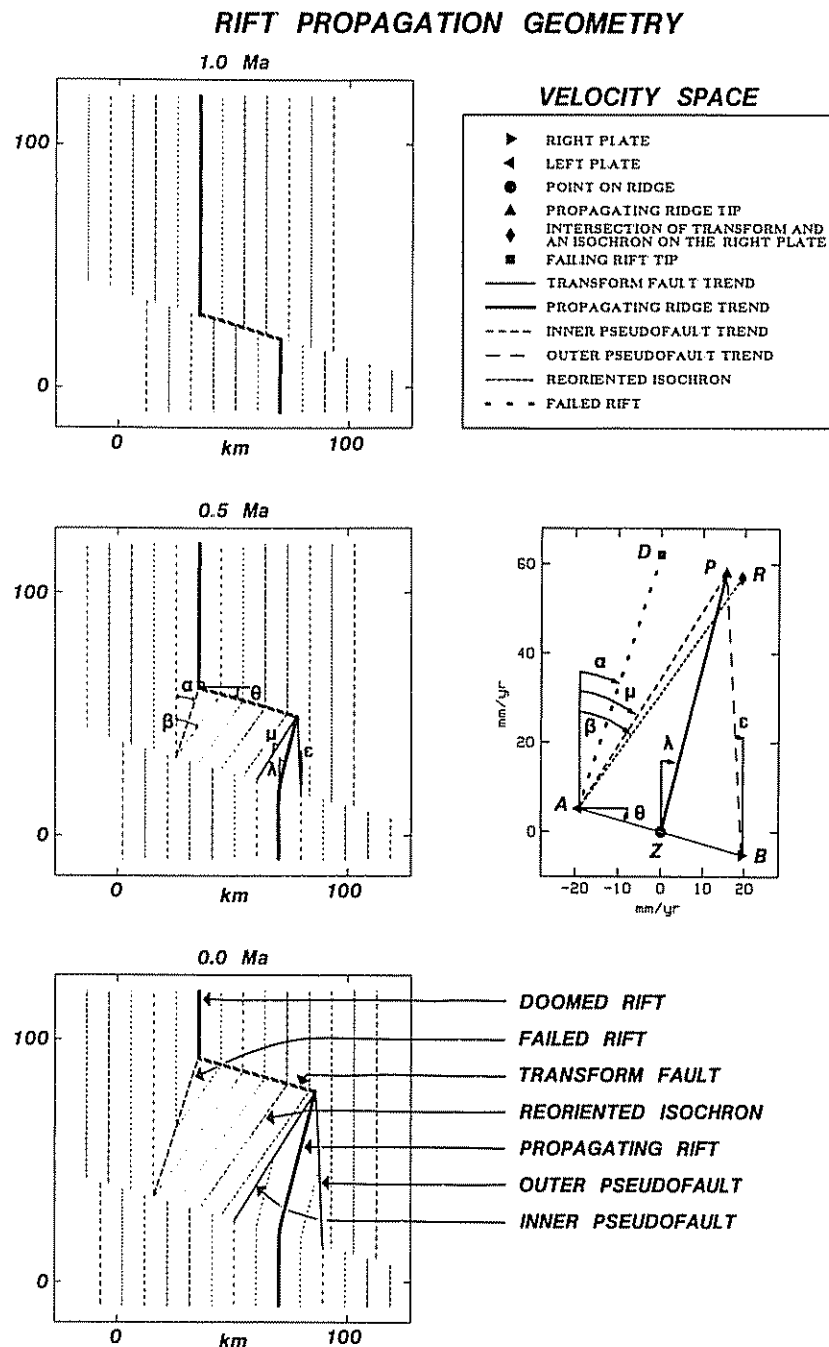 RIFT PROPAGATION GEOMETRY
1.0 Ma
100
0
0
km
100
VELOCITY SPACE
RIGHT PLATE
LEFT PLATE
POINT ON RIDGE
PROPAGATING RIDGE TIP
INTERSECTION OF TRANSFORM AND
AN ISOCHRON ON THE RIGHT PLATE
FAILING RIFT TIP
TRANSFORM FAULT TREND
PROPAGATING RIDGE TREND
INNER PSEUDOFAULT TREND
OUTER PSEUDOFAULT TREND
REORIENTED ISOCHRON
FAILED RIFT
0.5 Ma
100
0
α
θ
β
μ
ε
λ
0
km
100
60
40
20
0
mm/yr
D
P
R
α
μ
β
ε
λ
A
θ
Z
B
-20
-10
0
10
20
mm/yr
0.0 Ma
100
0
0
km
100
DOOMED RIFT
FAILED RIFT
TRANSFORM FAULT
REORIENTED ISOCHRON
PROPAGATING RIFT
OUTER PSEUDOFAULT
INNER PSEUDOFAULT